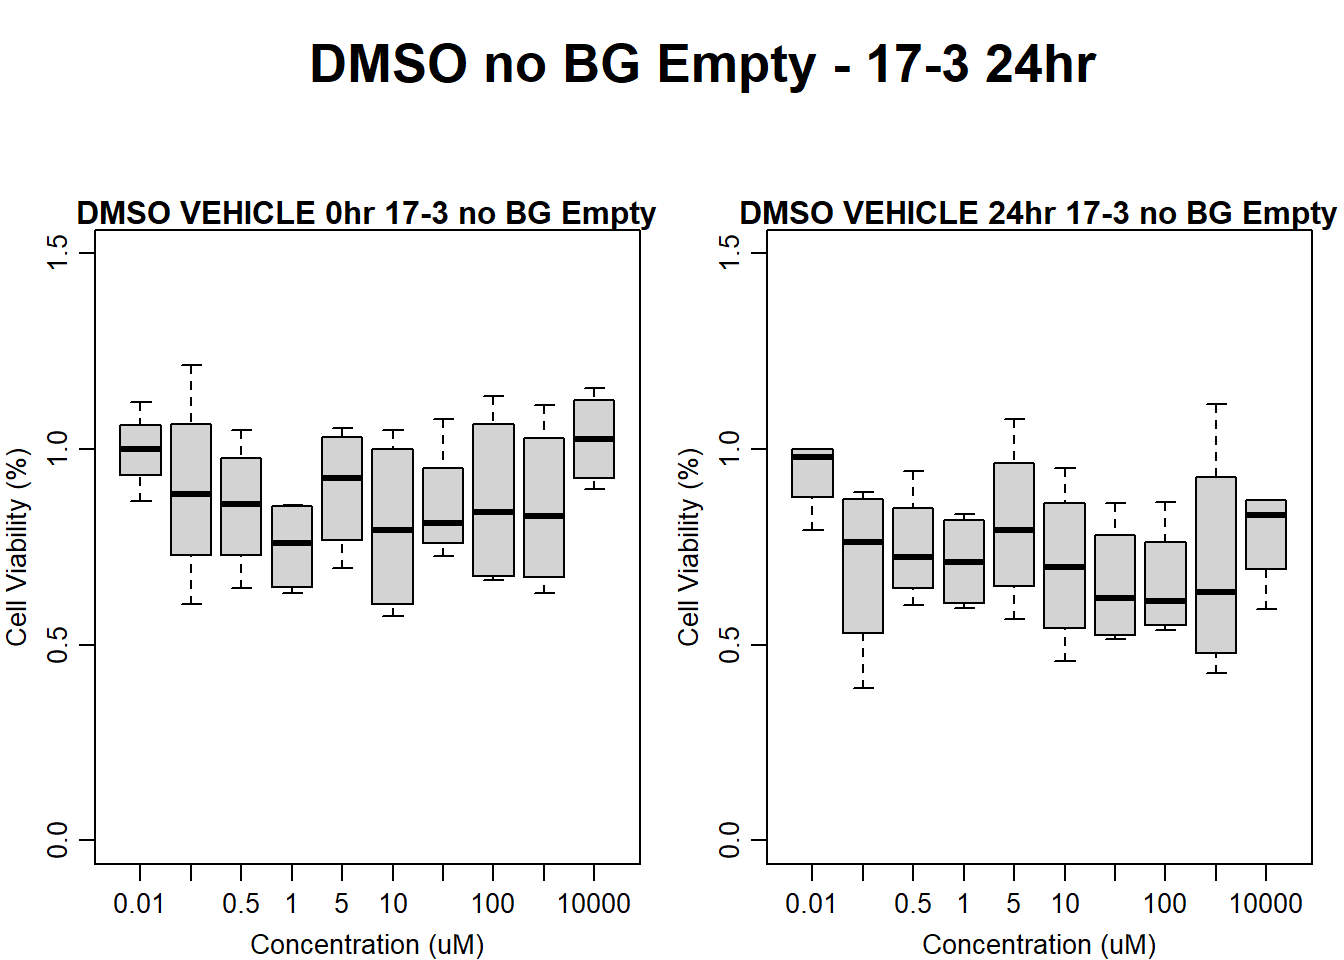 DMSO no BG Empty - 17-3 24hr
DMSO VEHICLE 0hr 17-3 no BG Empty
Cell Viability (%)
1.5
1.0
0.5
0.0
0.01 0.5 1 5 10 100 10000
Concentration (uM)
DMSO VEHICLE 24hr 17-3 no BG Empty
Cell Viability (%)
1.5
1.0
0.5
0.0
0.01 0.5 1 5 10 100 10000
Concentration (uM)